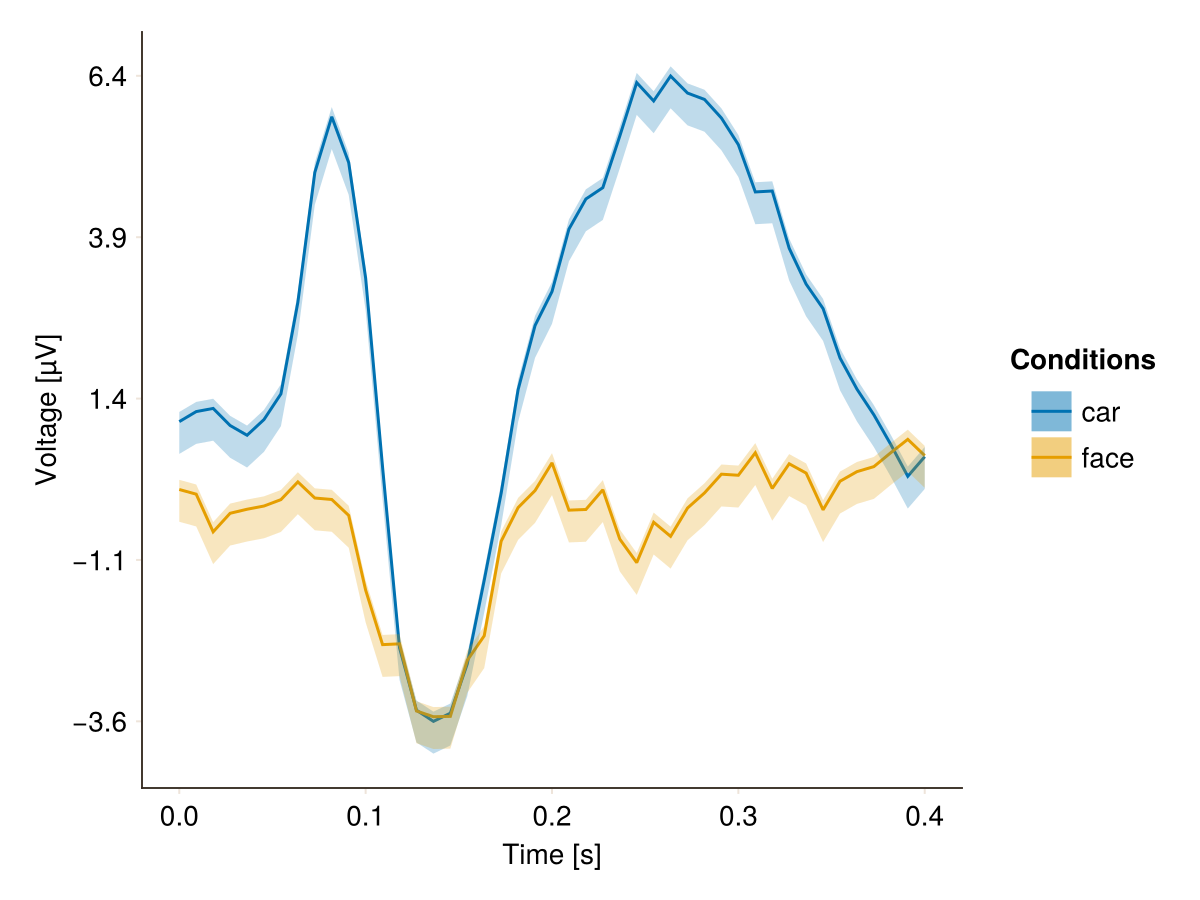 6.4
3.9
1.4
−1.1
−3.6
Voltage [µV]
0.0 0.1 0.2 0.3 0.4
Time [s]
Conditions
car
face